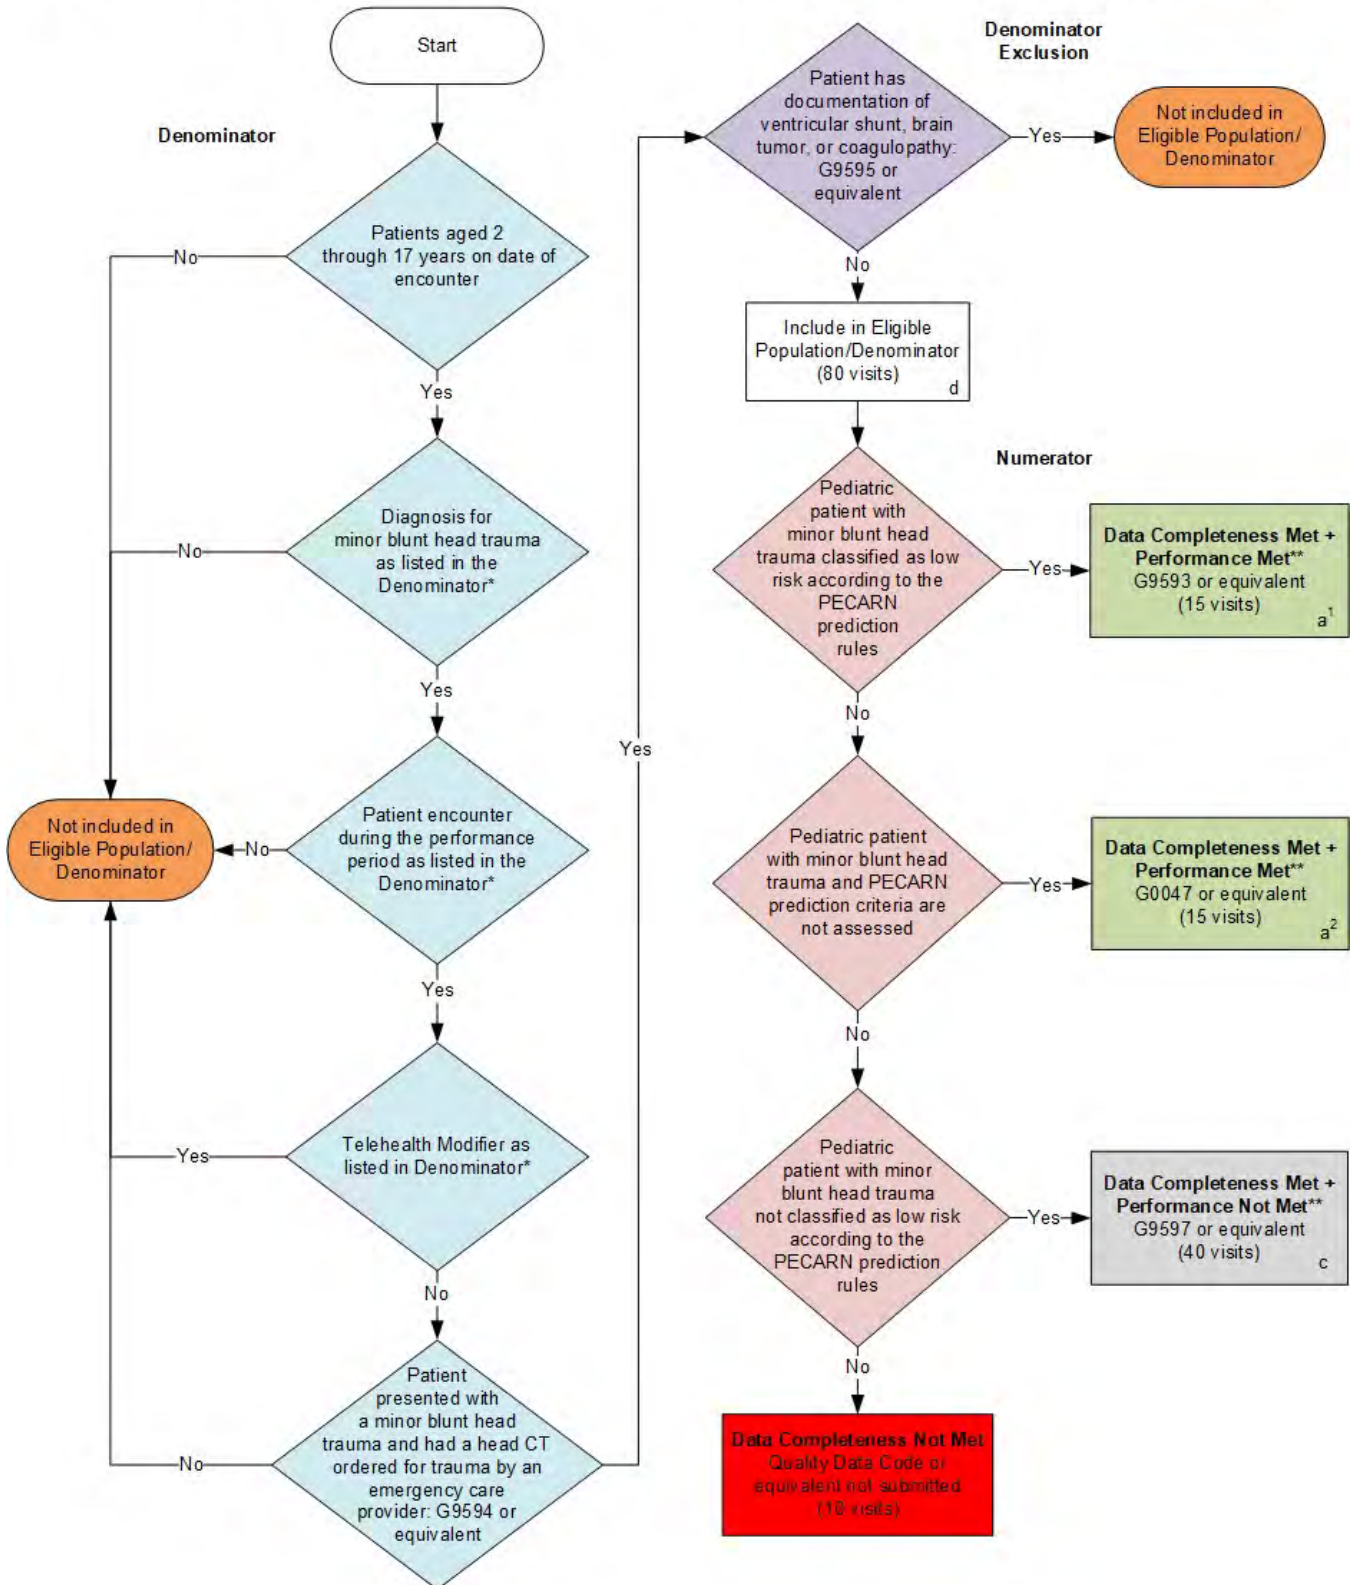 Start
Denominator
Patients aged 2
through 17 years on date of
encounter
No
Yes
Diagnosis for
minor blunt head trauma
as listed in the
Denominator*
No
Yes
Patient encounter
during the performance
period as listed in the
Denominator*
No
Not included in
Eligible Population/
Denominator
Yes
Telehealth Modifier as
listed in Denominator*
Yes
No
Patient
presented with
a minor blunt head
trauma and had a head CT
ordered for trauma by an
emergency care
provider: G9594 or
equivalent
No
Yes
Denominator
Exclusion
Patient has
documentation of
ventricular shunt, brain
tumor, or coagulopathy:
G9595 or
equivalent
Yes
Not included in
Eligible Population/
Denominator
No
Include in Eligible
Population/Denominator
(80 visits)
d
Numerator
Pediatric
patient with
minor blunt head
trauma classified as low
risk according to the
PECARN
prediction
rules
Yes
Data Completeness Met +
Performance Met**
G9593 or equivalent
(15 visits)
a¹
No
Pediatric patient
with minor blunt head
trauma and PECARN
prediction criteria are
not assessed
Yes
Data Completeness Met +
Performance Met**
G0047 or equivalent
(15 visits)
a²
No
Pediatric
patient with minor
blunt head trauma
not classified as low risk
according to the
PECARN prediction
rules
Yes
Data Completeness Met +
Performance Not Met**
G9597 or equivalent
(40 visits)
c
No
Data Completeness Not Met
Quality Data Code or
equivalent not submitted
(10 visits)